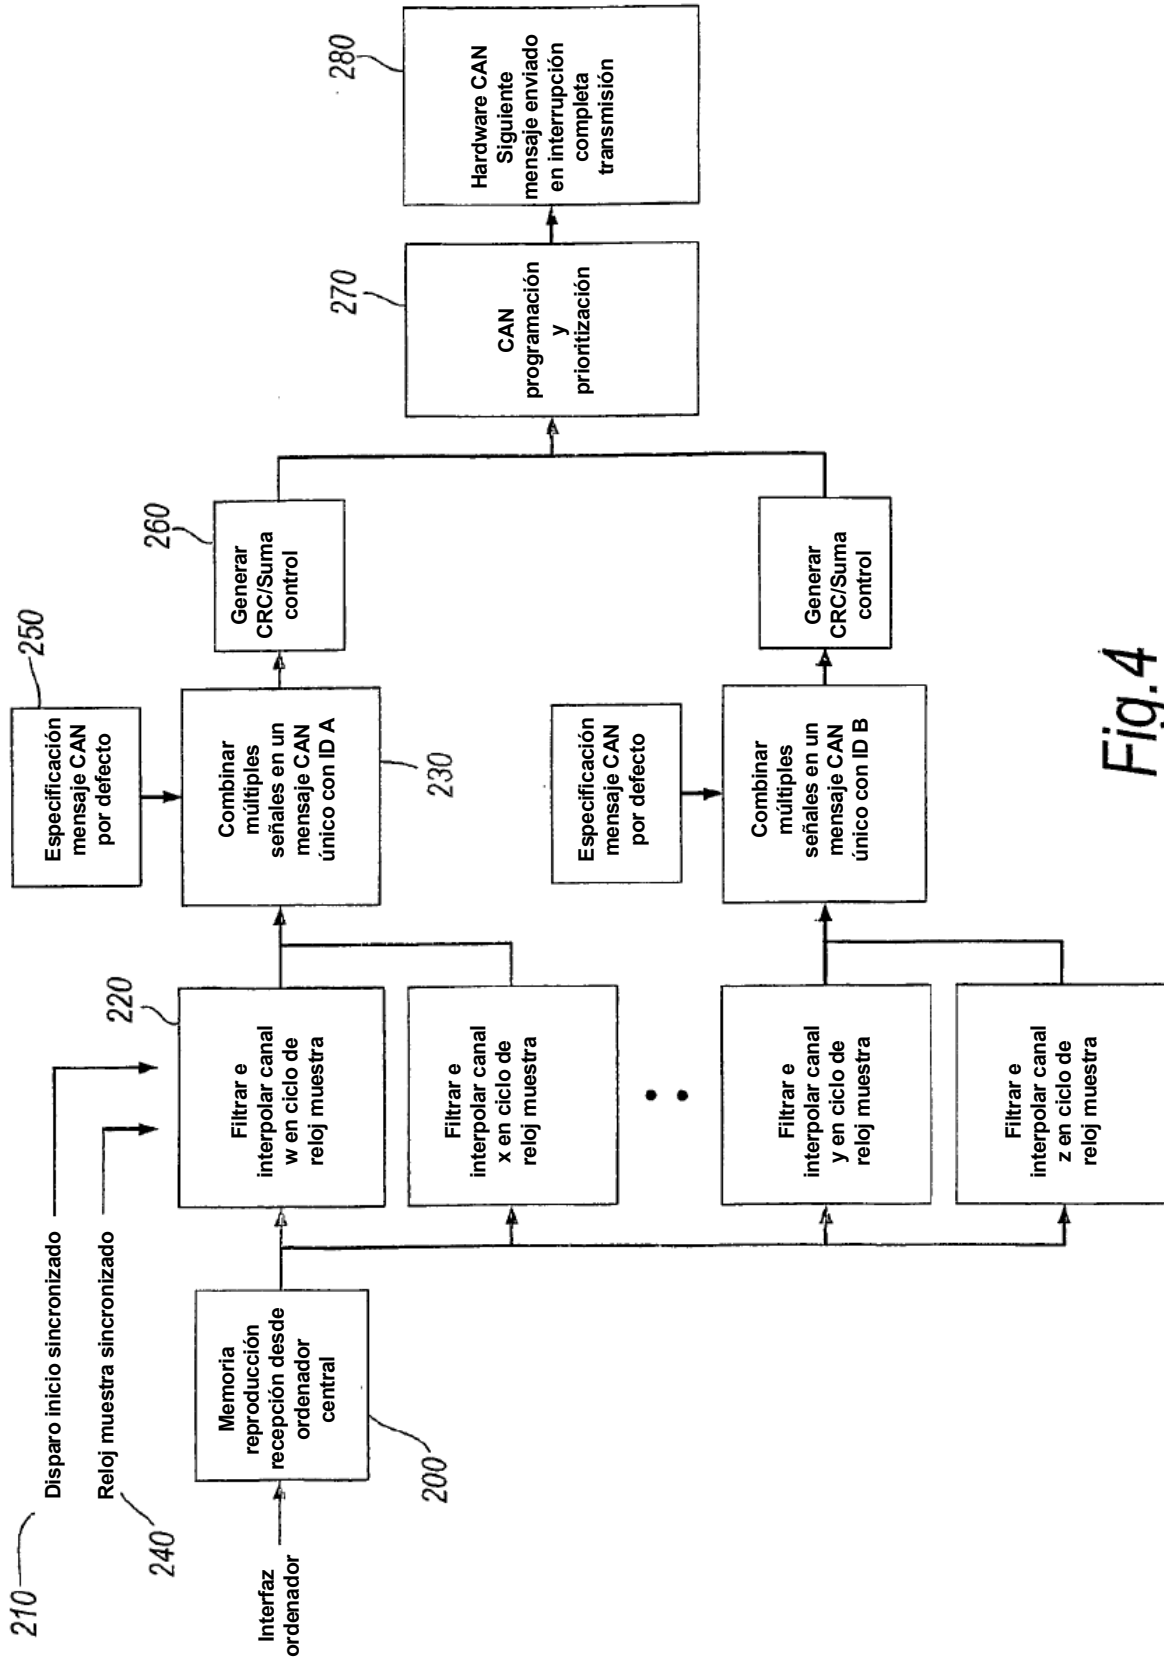 210
Disparo inicio sincronizado
Reloj muestra sincronizado
240
Interfaz
ordenador
Memoria
reproducción
recepción desde
ordenador
central
200
220
Filtrar e
interpolar canal
w en ciclo de
reloj muestra
Filtrar e
interpolar canal
x en ciclo de
reloj muestra
Filtrar e
interpolar canal
y en ciclo de
reloj muestra
Filtrar e
interpolar canal
z en ciclo de
reloj muestra
250
Especificación
mensaje CAN
por defecto
Combinar
múltiples
señales en un
mensaje CAN
único con ID A
230
Especificación
mensaje CAN
por defecto
Combinar
múltiples
señales en un
mensaje CAN
único con ID B
260
Generar
CRC/Suma
control
Generar
CRC/Suma
control
270
CAN
programación
y
prioritización
280
Hardware CAN
Siguiente
mensaje enviado
en interrupción
completa
transmisión
Fig.4